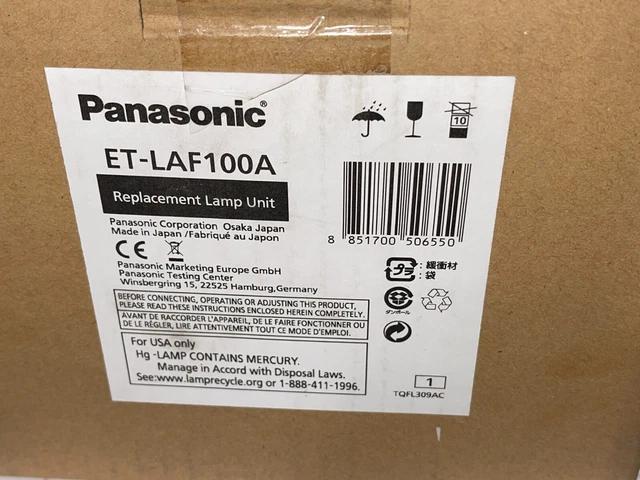 Panasonic®
ET-LAF100A
Replacement Lamp Unit
Panasonic Corporation Osaka Japan
Made in Japan /Fabriqué au Japon
CE
Panasonic Marketing Europe GmbH
Panasonic Testing Center
Winsbergring 15, 22525 Hamburg,Germany
BEFORE CONNECTING, OPERATING OR ADJUSTING THIS PRODUCT,
PLEASE READ THESE INSTRUCTIONS ENCLOSED HEREIN COMPLETELY.
AVANT DE RACCORDER L'APPAREIL, DE LE FAIRE FONCTIONNER OU
DE LE RÉGLER, LIRE ATTENTIVEMENT TOUT CE MODE D'EMPLOI.
For USA only
Hg -LAMP CONTAINS MERCURY.
Manage in Accord with Disposal Laws.
See:www.lamprecycle.org or 1-888-411-1996.
10
8 851700 506550
プラ
: 緩衝材
: 袋
ダンボール
1
TQFL309AC